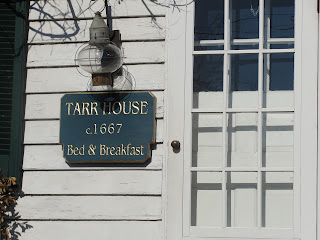 TARR HOUSE
c.1667
Bed & Breakfast